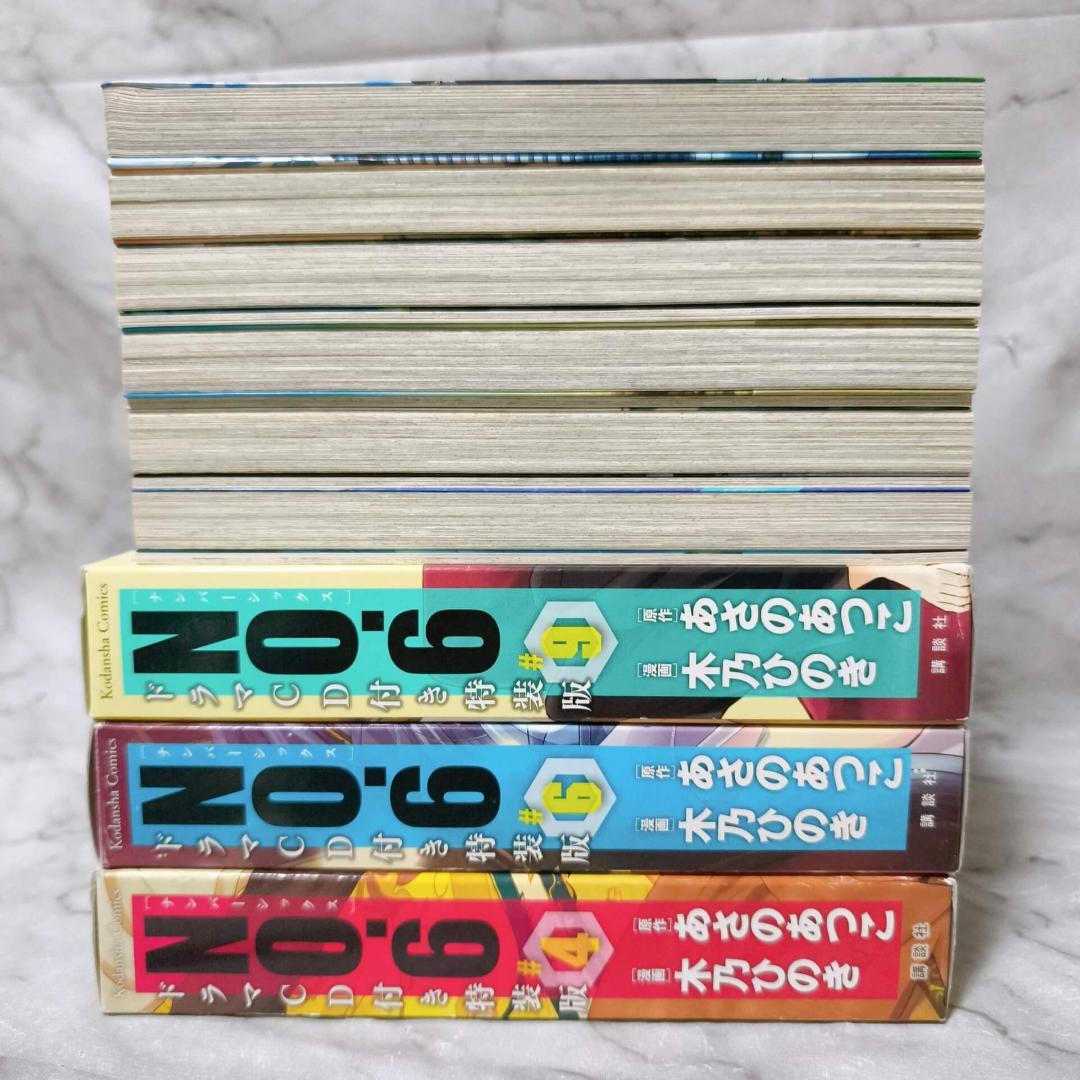 Kodansha Comics
[ナンバーシックス]
NO.6
#9
ドラマCD付き特装版
[原作] あさのあつこ
[漫画] 木乃ひのき
講談社
Kodansha Comics
[ナンバーシックス]
NO.6
#6
ドラマCD付き特装版
[原作] あさのあつこ
[漫画] 木乃ひのき
講談社
Kodansha Comics
[ナンバーシックス]
NO.6
#4
ドラマCD付き特装版
[原作] あさのあつこ
[漫画] 木乃ひのき
講談社